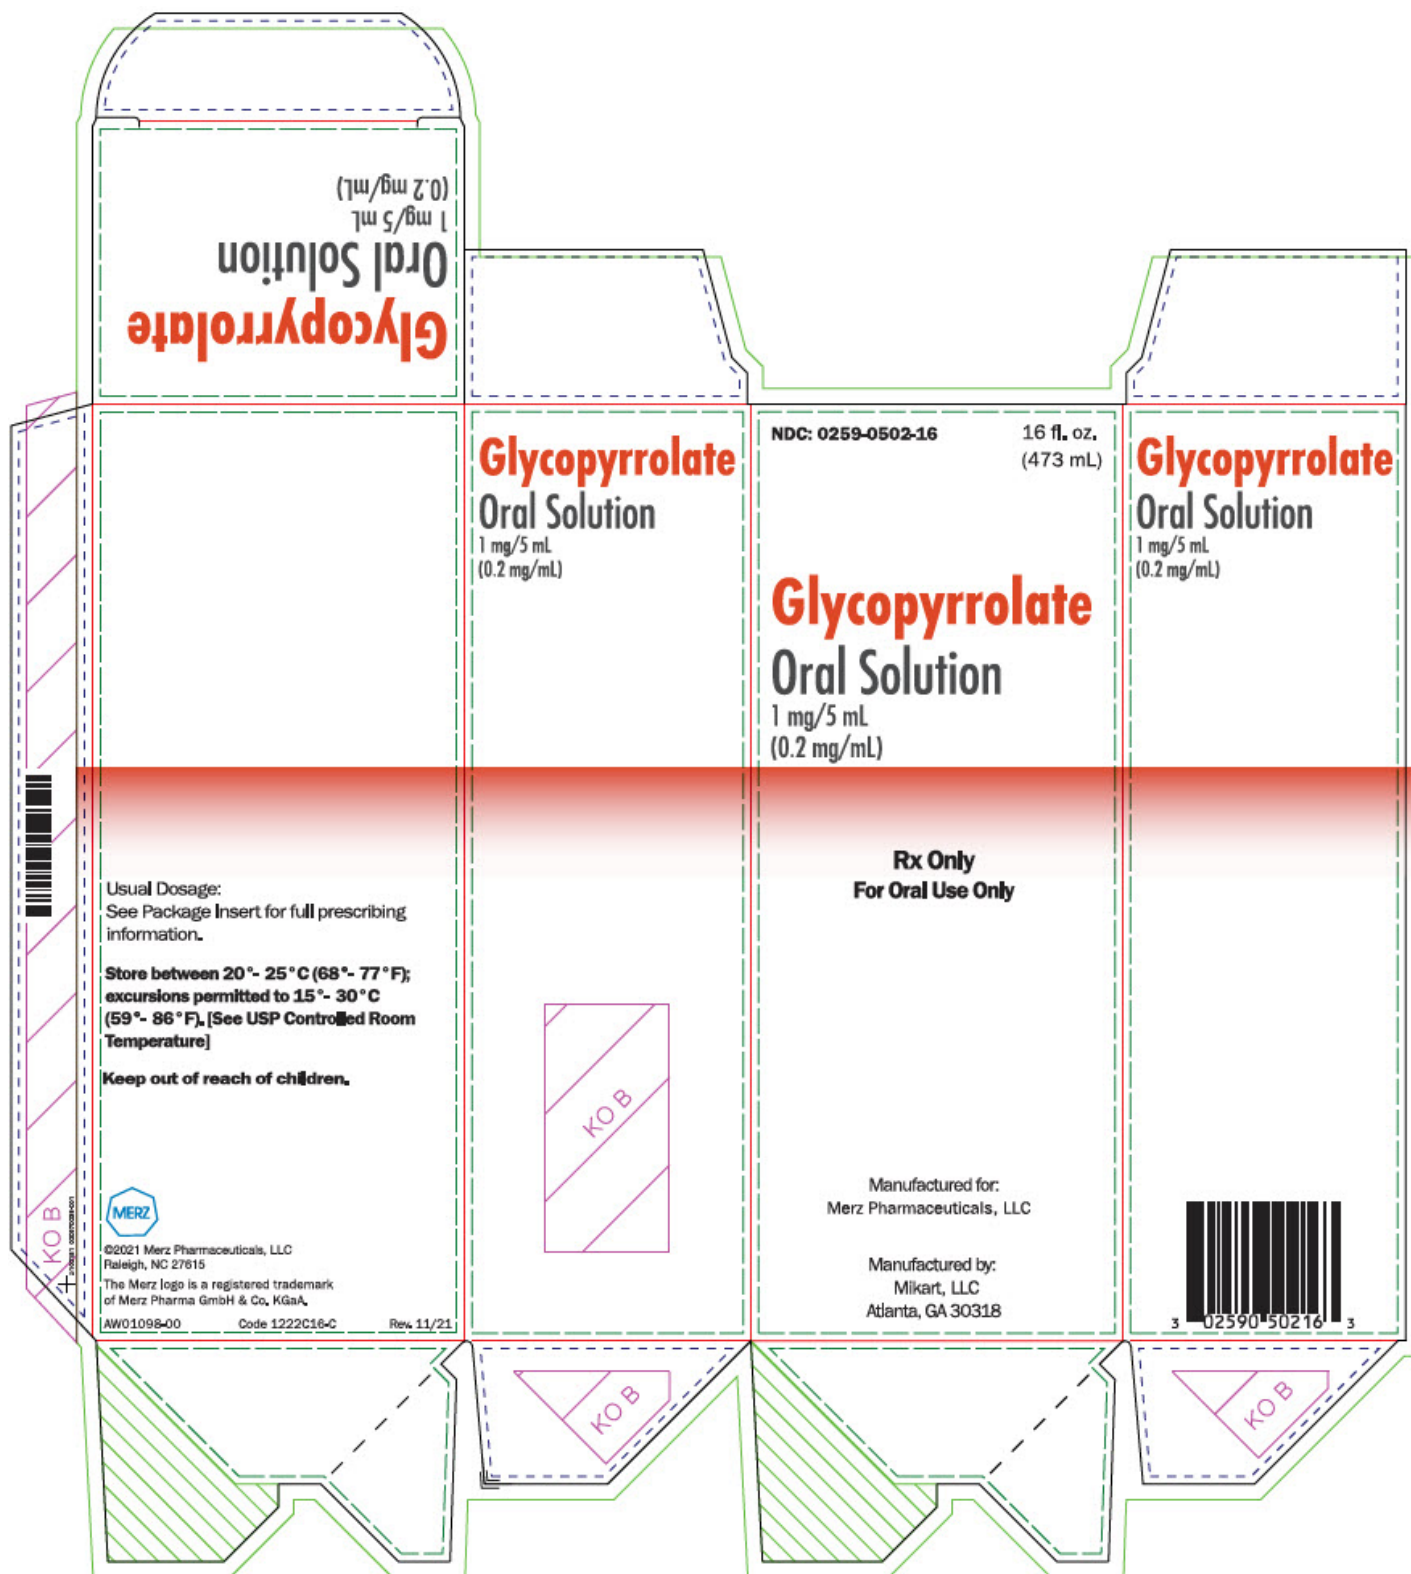 Glycopyrrolate
Oral Solution
1 mg/5 mL
(0.2 mg/mL)
Usual Dosage:
See Package Insert for full prescribing
information.
Store between 20°- 25°C (68°- 77°F);
excursions permitted to 15°- 30°C
(59°- 86°F). [See USP Controlled Room
Temperature]
Keep out of reach of children.
MERZ
©2021 Merz Pharmaceuticals, LLC
Raleigh, NC 27615
The Merz logo is a registered trademark
of Merz Pharma GmbH & Co. KGaA.
AW01098-00 Code 1222C16-C Rev. 11/21
KO B
Glycopyrrolate
Oral Solution
1 mg/5 mL
(0.2 mg/mL)
KO B
KO B
NDC: 0259-0502-16
16 fl. oz.
(473 mL)
Glycopyrrolate
Oral Solution
1 mg/5 mL
(0.2 mg/mL)
Rx Only
For Oral Use Only
Manufactured for:
Merz Pharmaceuticals, LLC
Manufactured by:
Mikart, LLC
Atlanta, GA 30318
Glycopyrrolate
Oral Solution
1 mg/5 mL
(0.2 mg/mL)
3 02590 50216 3
KO B